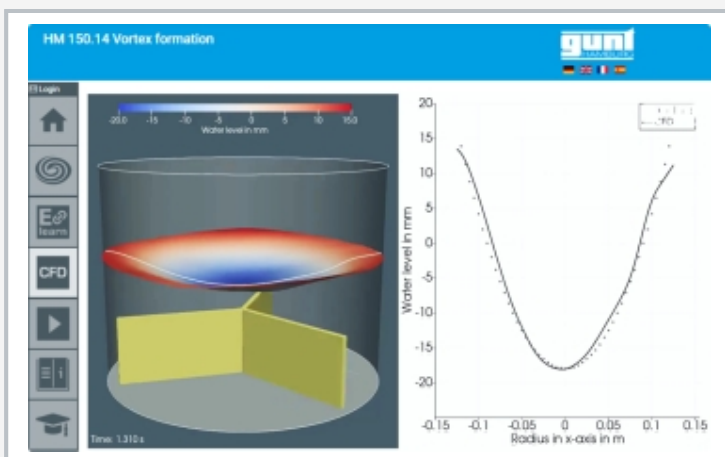 HM 150.14 Vortex formation
gunt
HAMBURG
Login
E
learn
CFD
-20.0 -15 -10 -5 0 5 10 15.0
Water level in mm
Time: 1.310 s
20
15
10
5
0
-5
-10
-15
-20
Water level in mm
CFD
-0.15 -0.1 -0.05 0 0.05 0.1 0.15
Radius in x-axis in m